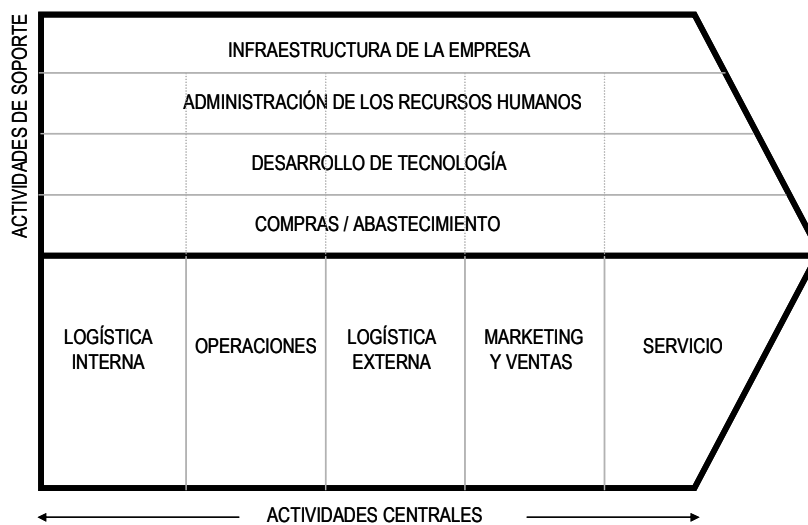 ACTIVIDADES DE SOPORTE
INFRAESTRUCTURA DE LA EMPRESA
ADMINISTRACIÓN DE LOS RECURSOS HUMANOS
DESARROLLO DE TECNOLOGÍA
COMPRAS / ABASTECIMIENTO
LOGÍSTICA
INTERNA
OPERACIONES
LOGÍSTICA
EXTERNA
MARKETING
Y VENTAS
SERVICIO
ACTIVIDADES CENTRALES